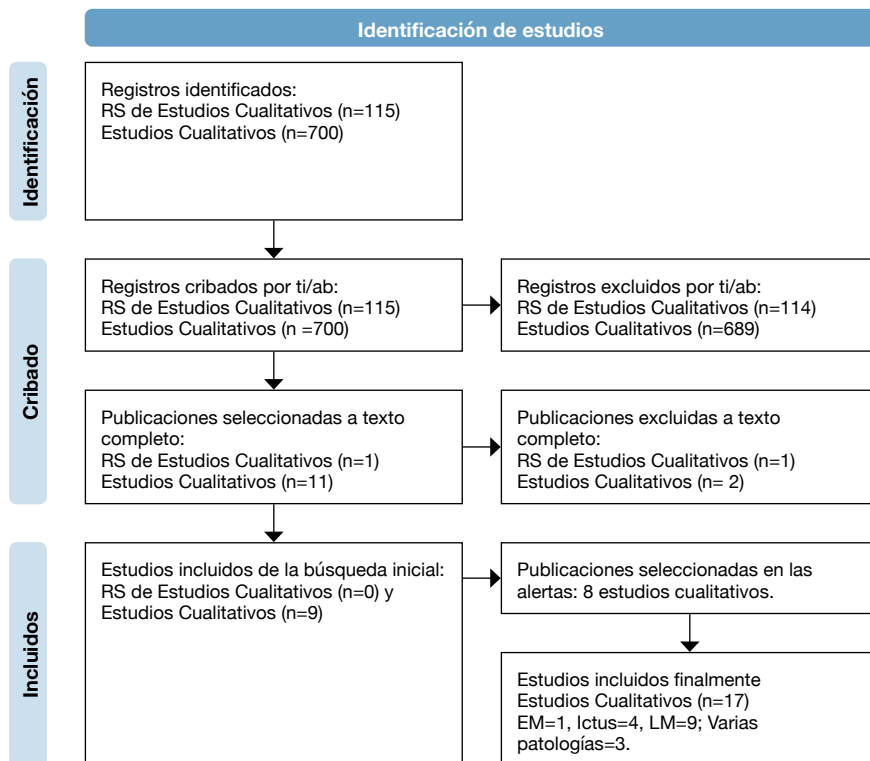 Identificación de estudios
Identificación
Registros identificados:
RS de Estudios Cualitativos (n=115)
Estudios Cualitativos (n=700)
Cribado
Registros cribados por ti/ab:
RS de Estudios Cualitativos (n=115)
Estudios Cualitativos (n =700)
Registros excluidos por ti/ab:
RS de Estudios Cualitativos (n=114)
Estudios Cualitativos (n=689)
Publicaciones seleccionadas a texto
completo:
RS de Estudios Cualitativos (n=1)
Estudios Cualitativos (n=11)
Publicaciones excluidas a texto
completo:
RS de Estudios Cualitativos (n=1)
Estudios Cualitativos (n= 2)
Incluidos
Estudios incluidos de la búsqueda inicial:
RS de Estudios Cualitativos (n=0) y
Estudios Cualitativos (n=9)
Publicaciones seleccionadas en las
alertas: 8 estudios cualitativos.
Estudios incluidos finalmente
Estudios Cualitativos (n=17)
EM=1, Ictus=4, LM=9; Varias
patologías=3.